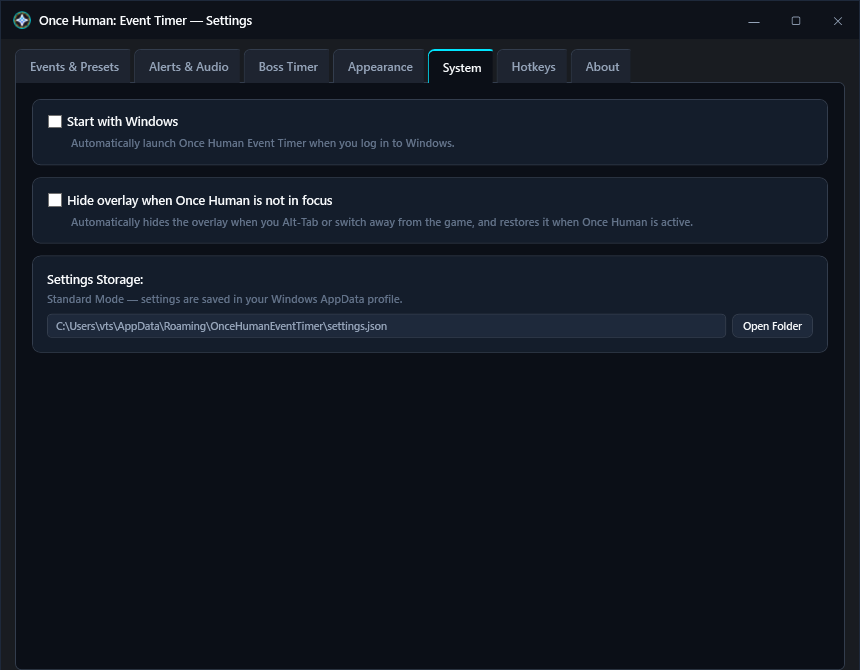 Once Human: Event Timer — Settings
Events & Presets
Alerts & Audio
Boss Timer
Appearance
System
Hotkeys
About
Start with Windows
Automatically launch Once Human Event Timer when you log in to Windows.
Hide overlay when Once Human is not in focus
Automatically hides the overlay when you Alt-Tab or switch away from the game, and restores it when Once Human is active.
Settings Storage:
Standard Mode — settings are saved in your Windows AppData profile.
C:\Users\vts\AppData\Roaming\OnceHumanEventTimer\settings.json
Open Folder